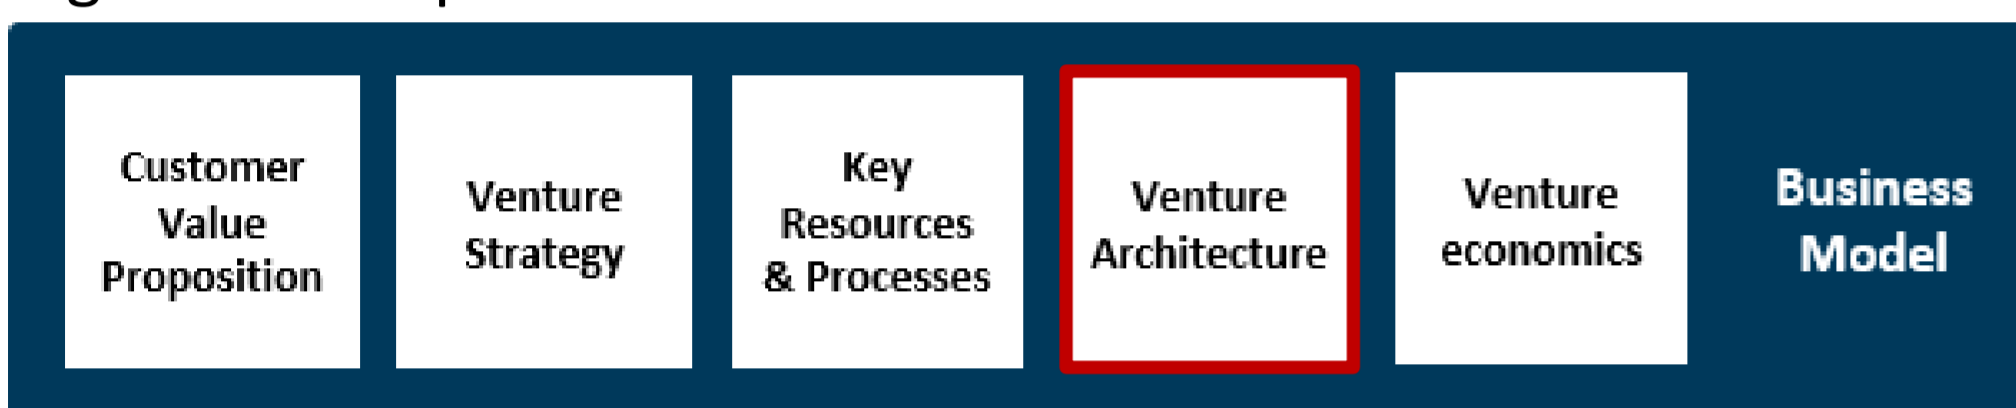 Customer
Value
Proposition
Venture
Strategy
Key
Resources
& Processes
Venture
Architecture
Venture
economics
Business
Model